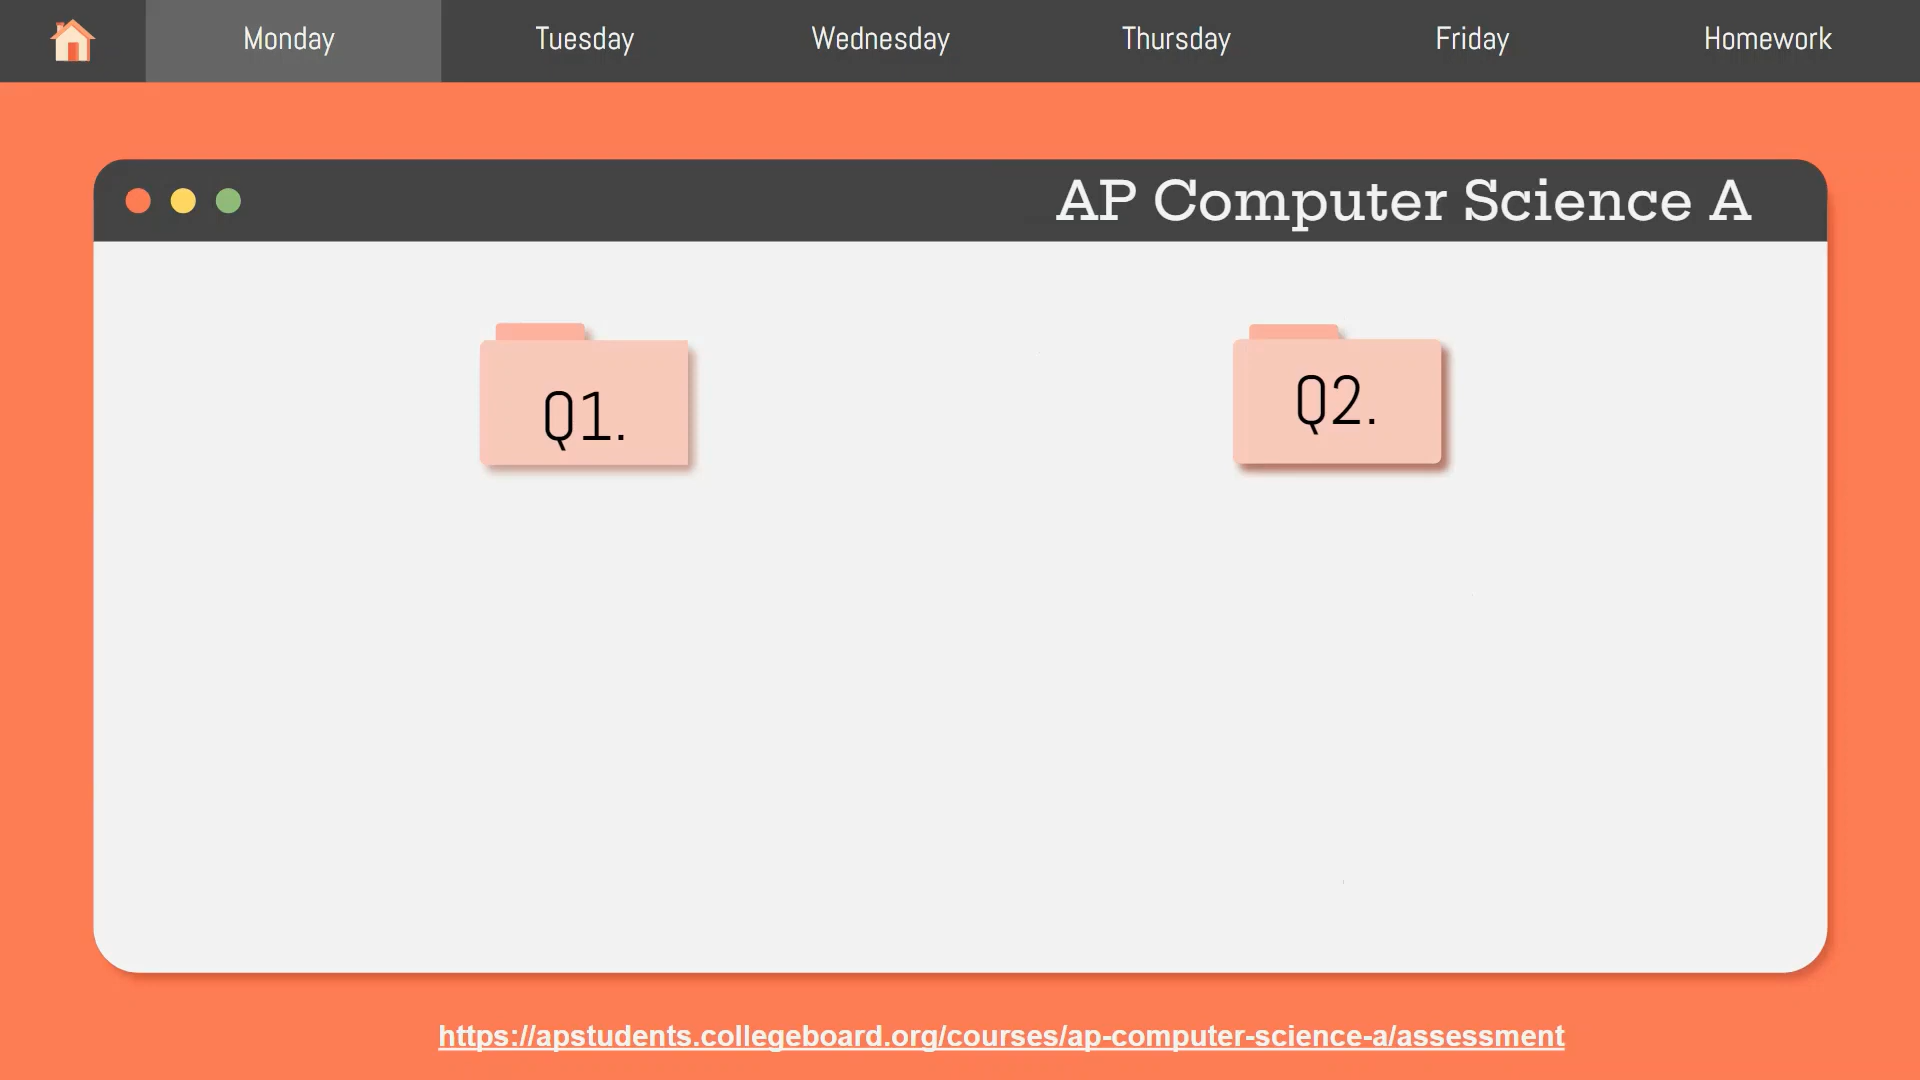 Monday Tuesday Wednesday Thursday Friday Homework
AP Computer Science A
Q1. Q2.
https://apstudents.collegeboard.org/courses/ap-computer-science-a/assessment